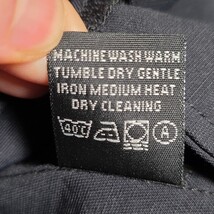 MACHINE WASH WARM
TUMBLE DRY GENTLE
IRON MEDIUM HEAT
DRY CLEANING
40°C A